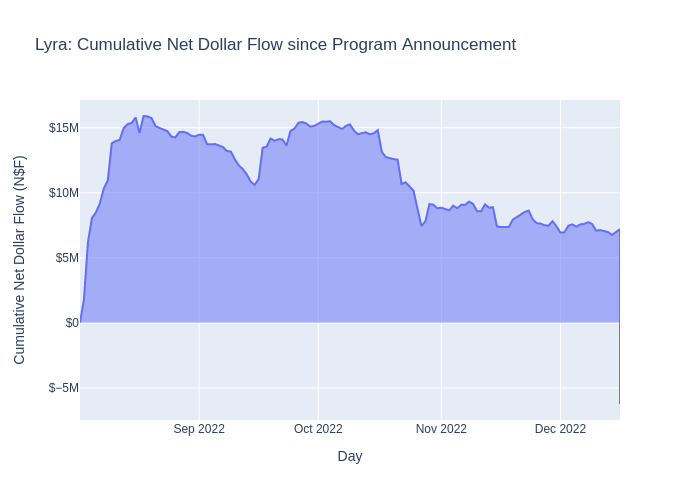 Lyra: Cumulative Net Dollar Flow since Program Announcement
$15M
$10M
$5M
$0
$−5M
Cumulative Net Dollar Flow (N$F)
Sep 2022
Oct 2022
Nov 2022
Dec 2022
Day